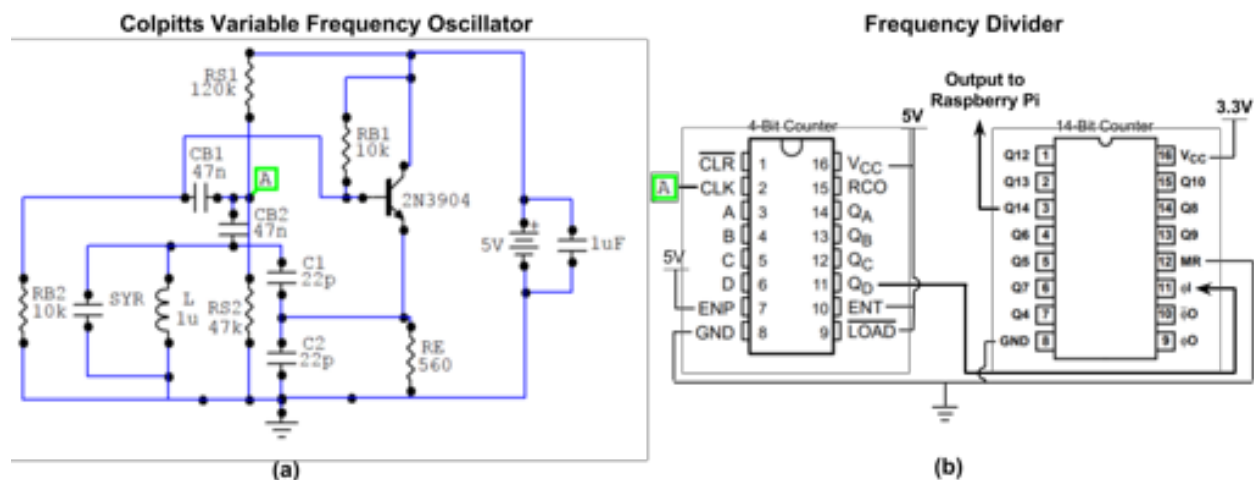 Colpitts Variable Frequency Oscillator
RS1
120k
RB1
10k
CB1
47n
A
2N3904
CB2
47n
5V
+
1uF
C1
22p
RB2
10k
SYR
L
1u
RS2
47k
C2
22p
RE
560
(a)
Frequency Divider
Output to
Raspberry Pi
5V
3.3V
4-Bit Counter
14-Bit Counter
CLR 1 16 VCC
A CLK 2 15 RCO
A 3 14 QA
B 4 13 QB
C 5 12 QC
D 6 11 QD
5V
ENP 7 10 ENT
GND 8 9 LOAD
Q12 1 16 VCC
Q13 2 15 Q10
Q14 3 14 Q8
Q6 4 13 Q9
Q5 5 12 MR
Q7 6 11 φI
Q4 7 10 φO
GND 8 9 φO
(b)